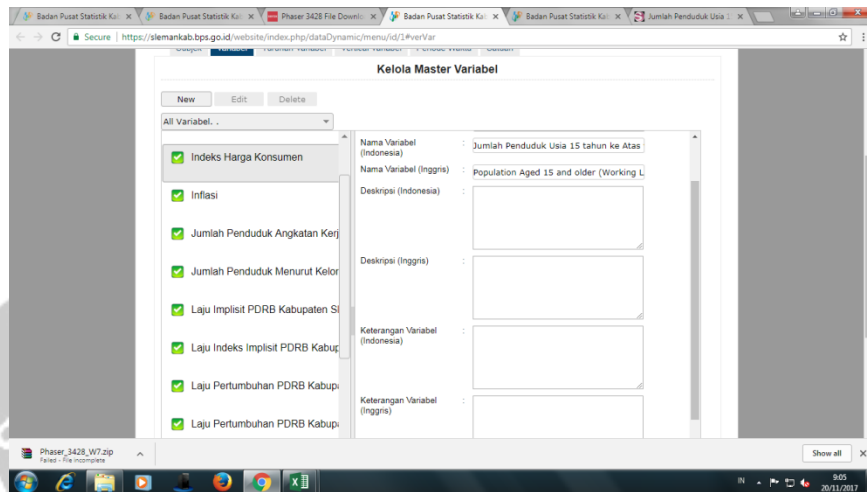 Badan Pusat Statistik Kab
Badan Pusat Statistik Kab
Phaser 3428 File Downlo
Badan Pusat Statistik Kab
Badan Pusat Statistik Kab
Jumlah Penduduk Usia
Secure | https://slemankab.bps.go.id/website/index.php/dataDynamic/menu/id/1#verVar
Kelola Master Variabel
New Edit Delete
All Variabel. .
Indeks Harga Konsumen
Inflasi
Jumlah Penduduk Angkatan Kerj
Jumlah Penduduk Menurut Kelor
Laju Implisit PDRB Kabupaten Sl
Laju Indeks Implisit PDRB Kabup
Laju Pertumbuhan PDRB Kabupa
Laju Pertumbuhan PDRB Kabupa
Nama Variabel
(Indonesia)
: Jumlah Penduduk Usia 15 tahun ke Atas
Nama Variabel (Inggris) : Population Aged 15 and older (Working L
Deskripsi (Indonesia) :
Deskripsi (Inggris) :
Keterangan Variabel
(Indonesia)
:
Keterangan Variabel
(Inggris)
:
Phaser_3428_W7.zip
Failed - File incomplete
Show all
IN
9:05
20/11/2017